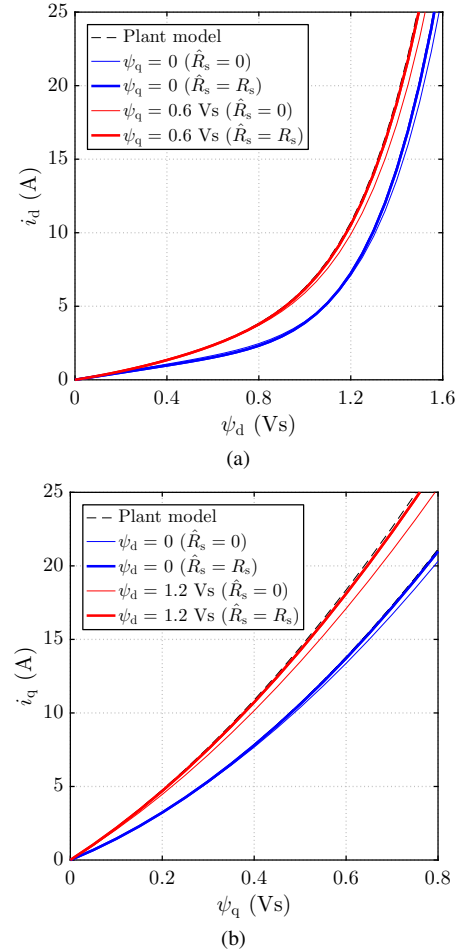 25
20
15
10
5
0
i_d (A)
Plant model
ψ_q = 0 (R̂_s = 0)
ψ_q = 0 (R̂_s = R_s)
ψ_q = 0.6 Vs (R̂_s = 0)
ψ_q = 0.6 Vs (R̂_s = R_s)
0 0.4 0.8 1.2 1.6
ψ_d (Vs)
(a)
25
20
15
10
5
0
i_q (A)
Plant model
ψ_d = 0 (R̂_s = 0)
ψ_d = 0 (R̂_s = R_s)
ψ_d = 1.2 Vs (R̂_s = 0)
ψ_d = 1.2 Vs (R̂_s = R_s)
0 0.2 0.4 0.6 0.8
ψ_q (Vs)
(b)